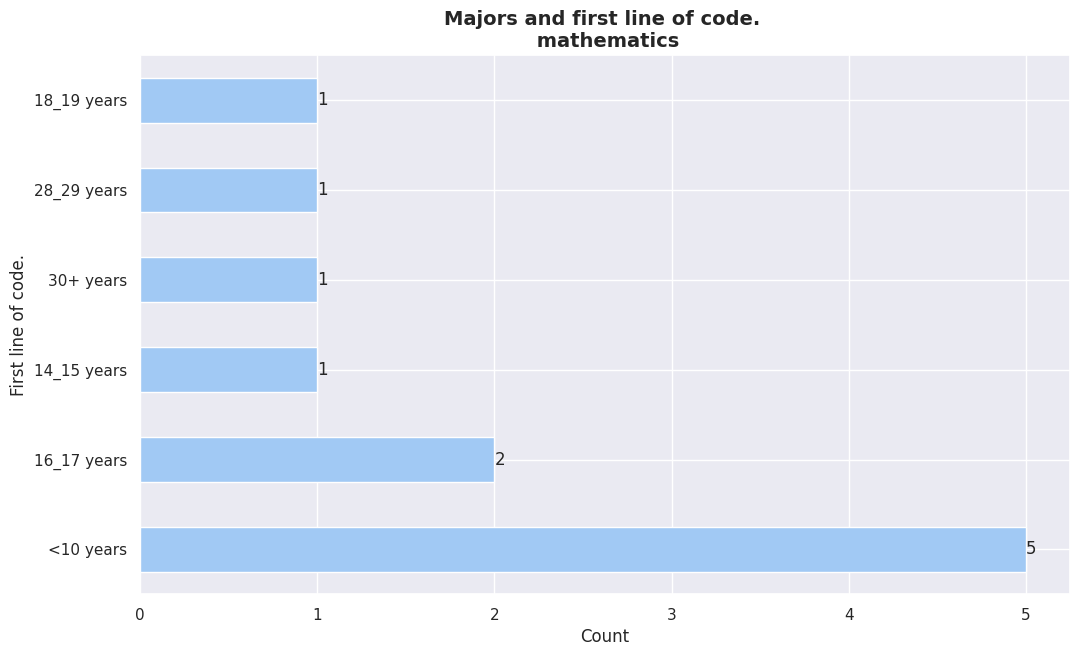 Majors and first line of code.
mathematics
18_19 years
1
28_29 years
1
30+ years
1
14_15 years
1
16_17 years
2
<10 years
5
0 1 2 3 4 5
Count
First line of code.